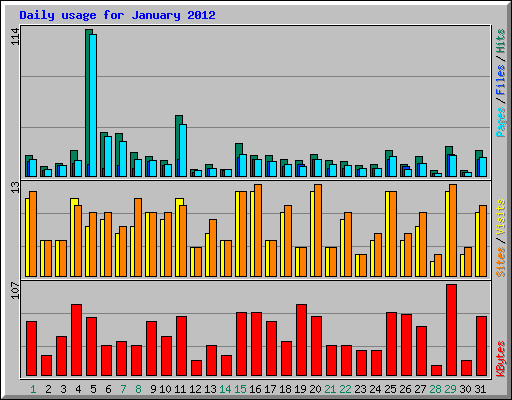 Daily usage for January 2012
114
Pages / Files / Hits
13
Sites / Visits
107
KBytes
1 2 3 4 5 6 7 8 9 10 11 12 13 14 15 16 17 18 19 20 21 22 23 24 25 26 27 28 29 30 31